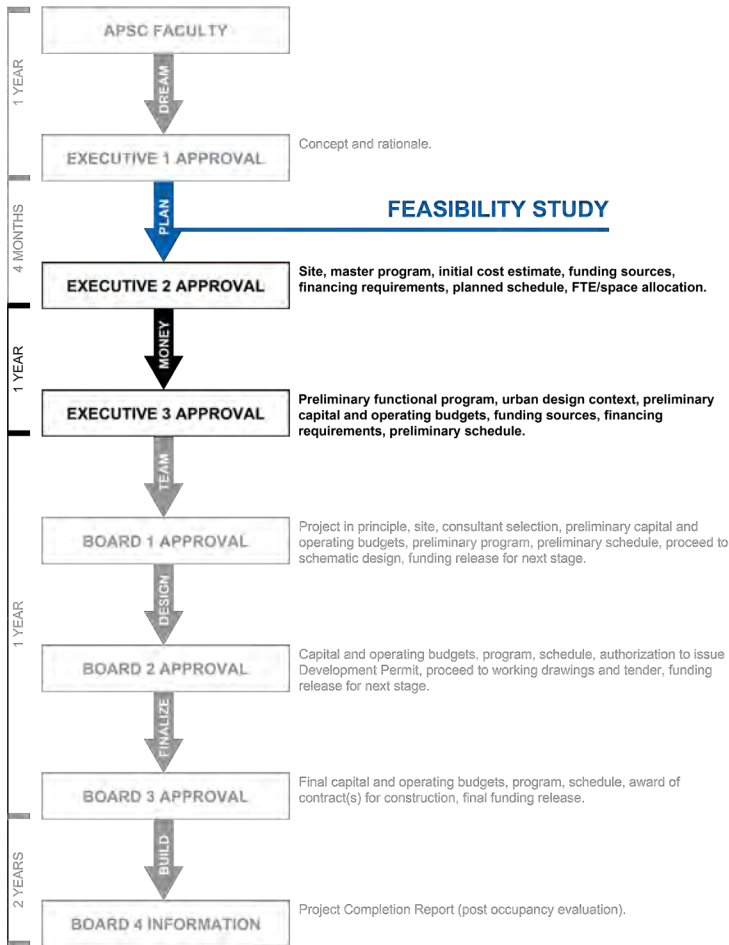 APSC FACULTY
1 YEAR
DREAM
EXECUTIVE 1 APPROVAL
Concept and rationale.
4 MONTHS
PLAN
FEASIBILITY STUDY
EXECUTIVE 2 APPROVAL
Site, master program, initial cost estimate, funding sources,
financing requirements, planned schedule, FTE/space allocation.
1 YEAR
MONEY
EXECUTIVE 3 APPROVAL
Preliminary functional program, urban design context, preliminary
capital and operating budgets, funding sources, financing
requirements, preliminary schedule.
TEAM
BOARD 1 APPROVAL
Project in principle, site, consultant selection, preliminary capital and
operating budgets, preliminary program, preliminary schedule, proceed to
schematic design, funding release for next stage.
1 YEAR
DESIGN
BOARD 2 APPROVAL
Capital and operating budgets, program, schedule, authorization to issue
Development Permit, proceed to working drawings and tender, funding
release for next stage.
FINALIZE
BOARD 3 APPROVAL
Final capital and operating budgets, program, schedule, award of
contract(s) for construction, final funding release.
2 YEARS
BUILD
BOARD 4 INFORMATION
Project Completion Report (post occupancy evaluation).